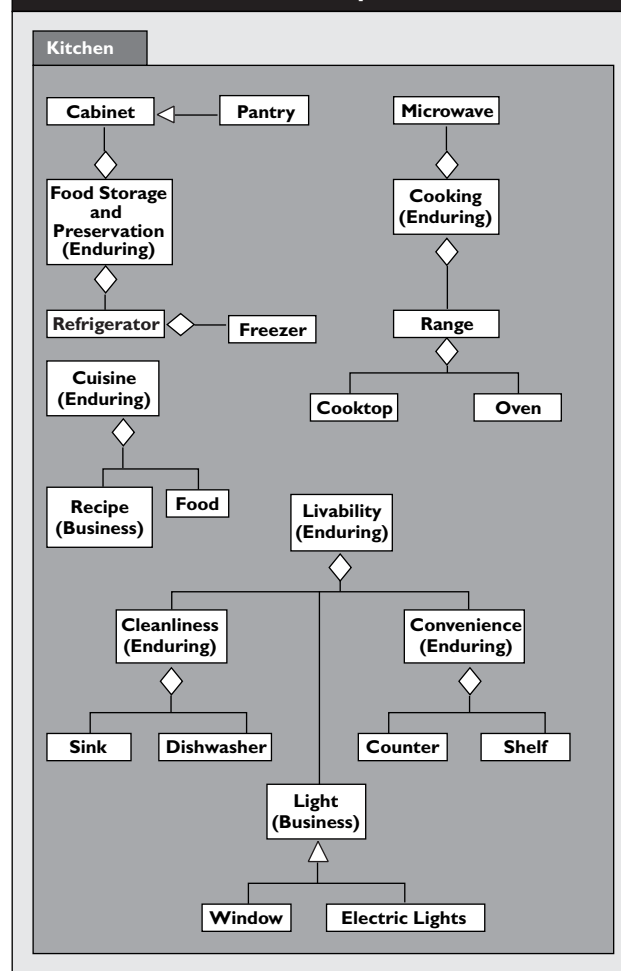 Kitchen
Cabinet
Pantry
Microwave
Food Storage
and
Preservation
(Enduring)
Cooking
(Enduring)
Refrigerator
Freezer
Range
Cuisine
(Enduring)
Cooktop
Oven
Recipe
(Business)
Food
Livability
(Enduring)
Cleanliness
(Enduring)
Convenience
(Enduring)
Sink
Dishwasher
Counter
Shelf
Light
(Business)
Window
Electric Lights